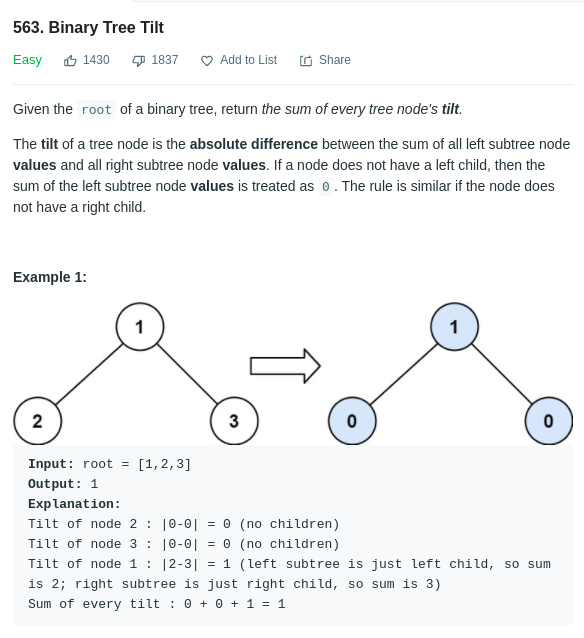 563. Binary Tree Tilt
Easy 1430 1837 Add to List Share
Given the root of a binary tree, return the sum of every tree node's tilt.
The tilt of a tree node is the absolute difference between the sum of all left subtree node
values and all right subtree node values. If a node does not have a left child, then the
sum of the left subtree node values is treated as 0. The rule is similar if the node does
not have a right child.
Example 1:
1 1
2 3 0 0
Input: root = [1,2,3]
Output: 1
Explanation:
Tilt of node 2 : |0-0| = 0 (no children)
Tilt of node 3 : |0-0| = 0 (no children)
Tilt of node 1 : |2-3| = 1 (left subtree is just left child, so sum
is 2; right subtree is just right child, so sum is 3)
Sum of every tilt : 0 + 0 + 1 = 1